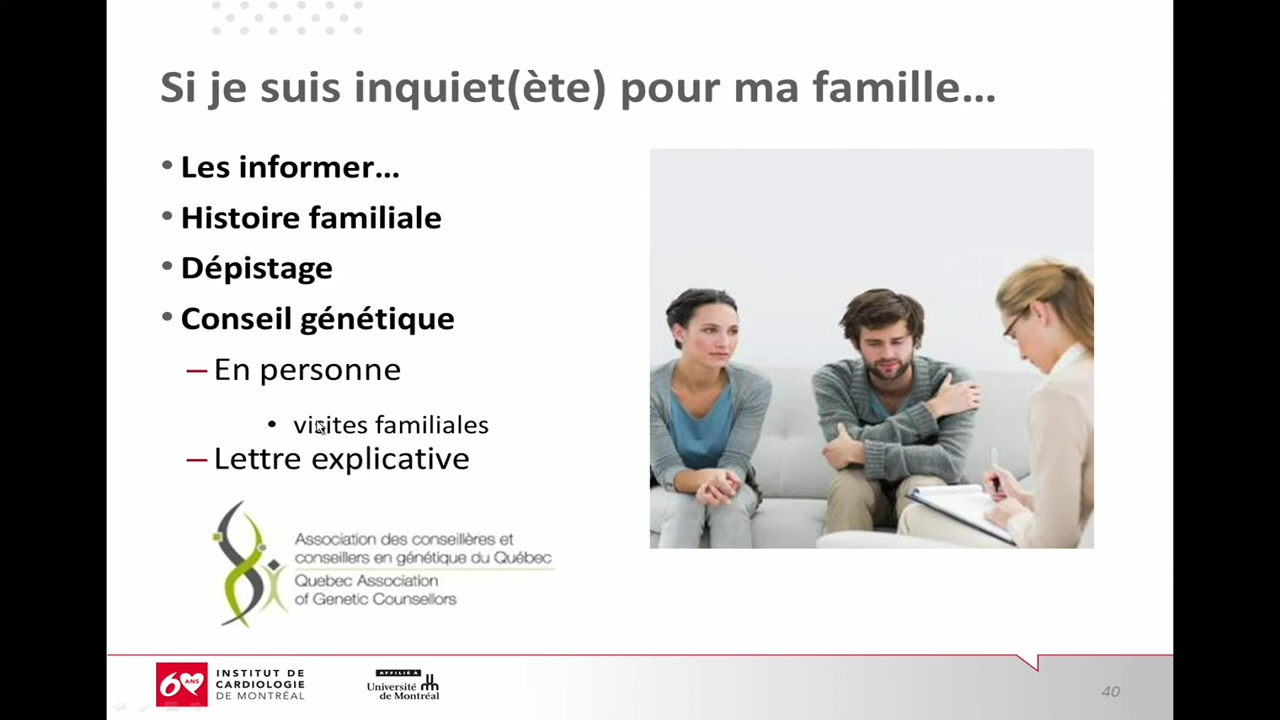 Si je suis inquiet(ète) pour ma famille...
• Les informer...
• Histoire familiale
• Dépistage
• Conseil génétique
– En personne
• visites familiales
– Lettre explicative
Association des conseillères et
conseillers en génétique du Québec
Quebec Association
of Genetic Counsellors
60 ANS
INSTITUT DE
CARDIOLOGIE
DE MONTRÉAL
AFFILIÉ À
Université
de Montréal
40